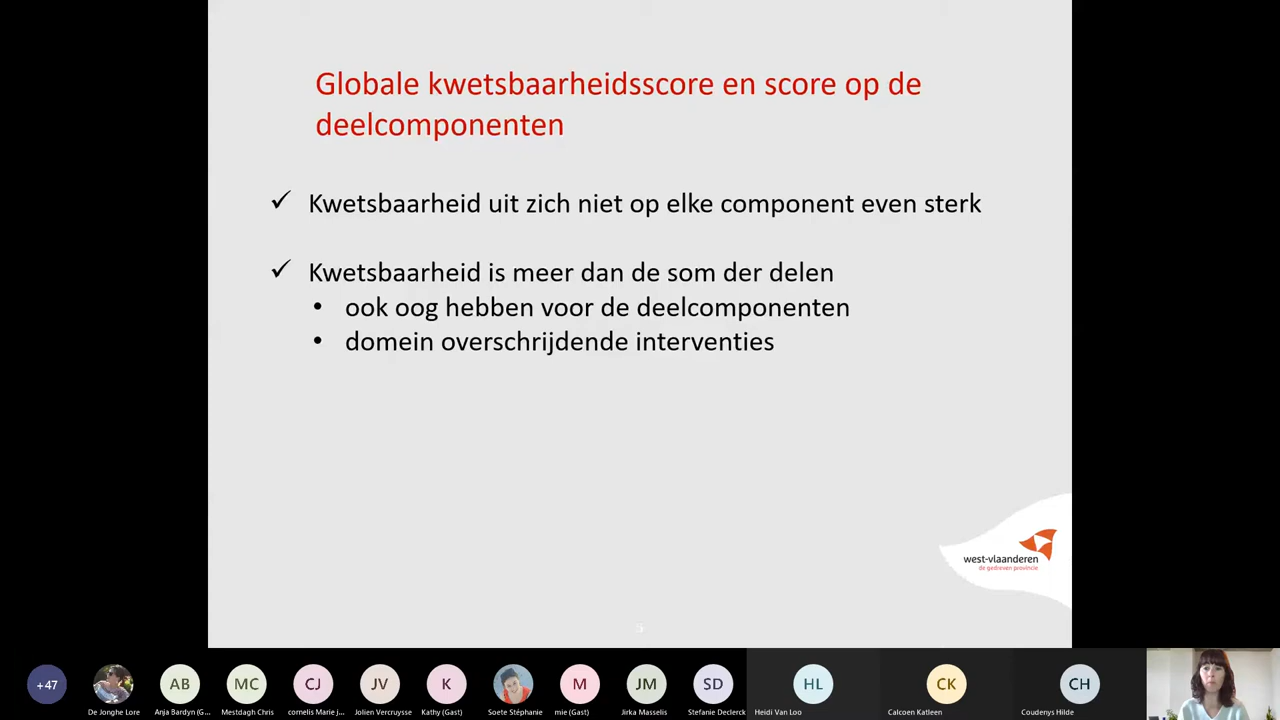 Globale kwetsbaarheidsscore en score op de
deelcomponenten
✓ Kwetsbaarheid uit zich niet op elke component even sterk
✓ Kwetsbaarheid is meer dan de som der delen
• ook oog hebben voor de deelcomponenten
• domein overschrijdende interventies
west-vlaanderen
de gedreven provincie
5
+47
AB
MC
CJ
JV
K
M
JM
SD
HL
CK
CH
De Jonghe Lore
Anja Bardyn (G...
Mestdagh Chris
cornelis Marie j...
Jolien Vercruysse
Kathy (Gast)
Soete Stéphanie
mie (Gast)
Jirka Masselis
Stefanie Declerck
Heidi Van Loo
Calcoen Katleen
Coudenys Hilde